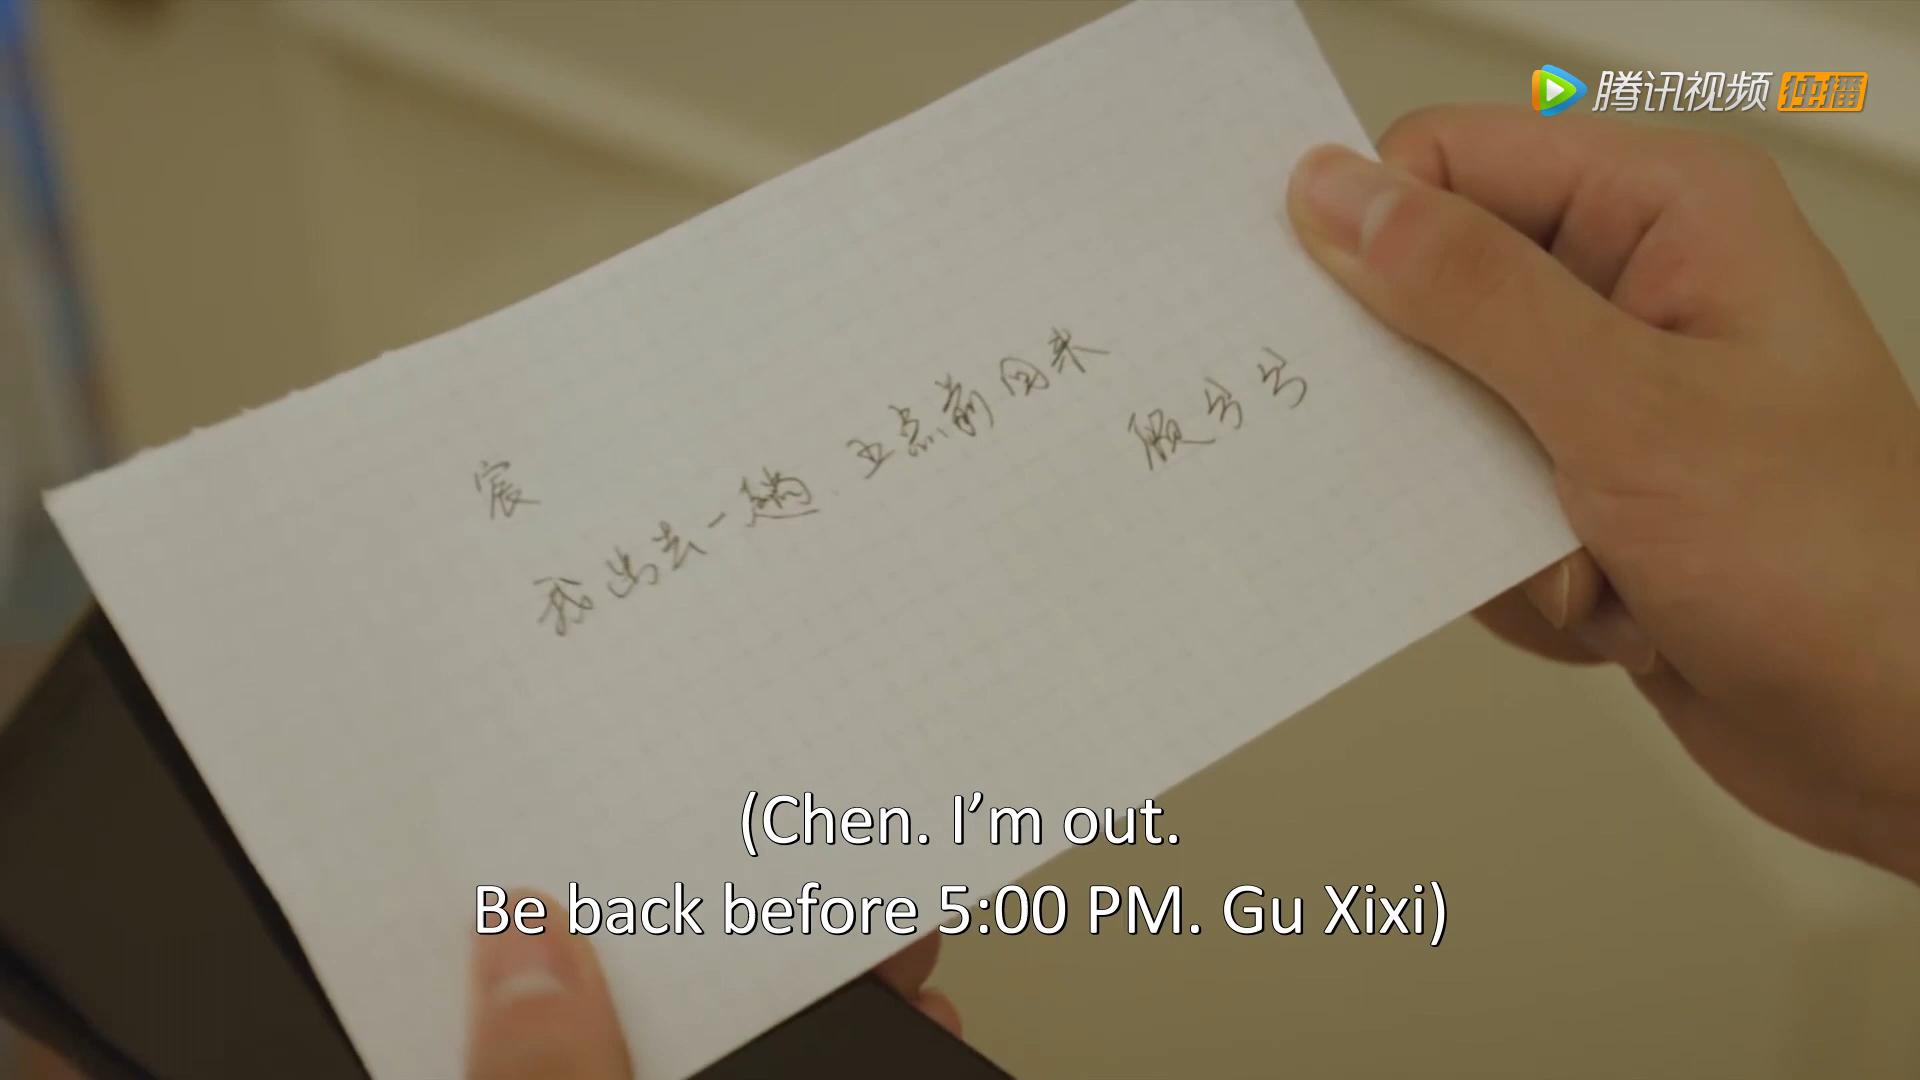 腾讯视频 独播
宸
我出去一趟 五点前回来
顾兮兮
(Chen. I’m out.
Be back before 5:00 PM. Gu Xixi)